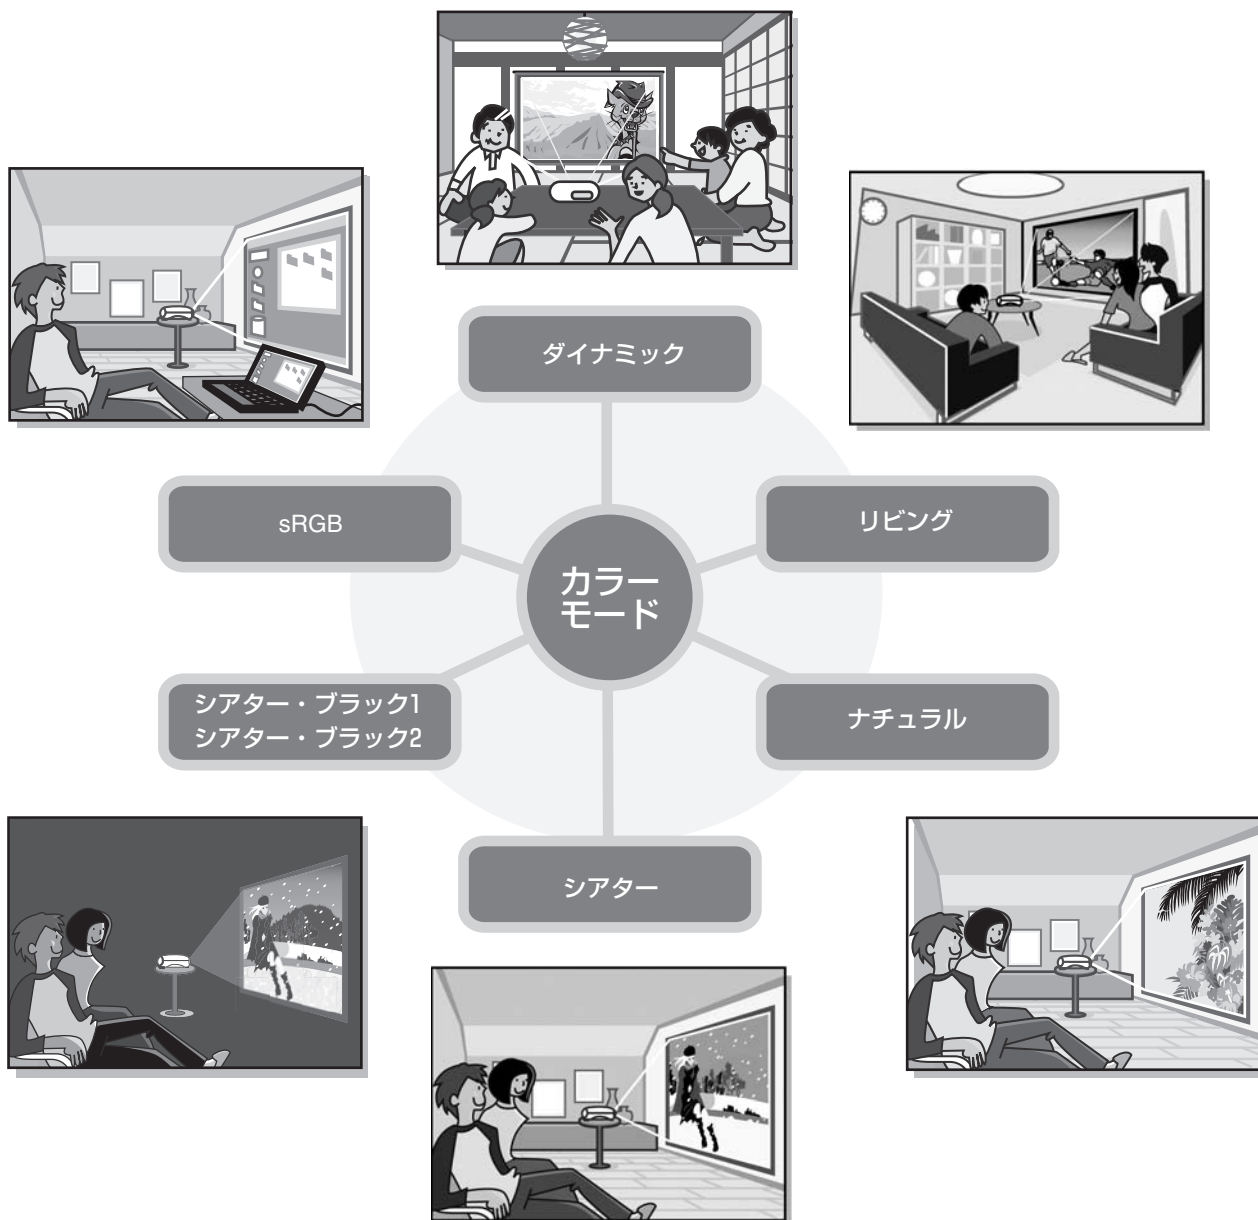 ダイナミック
sRGB
リビング
カラー
モード
シアター・ブラック1
シアター・ブラック2
ナチュラル
シアター